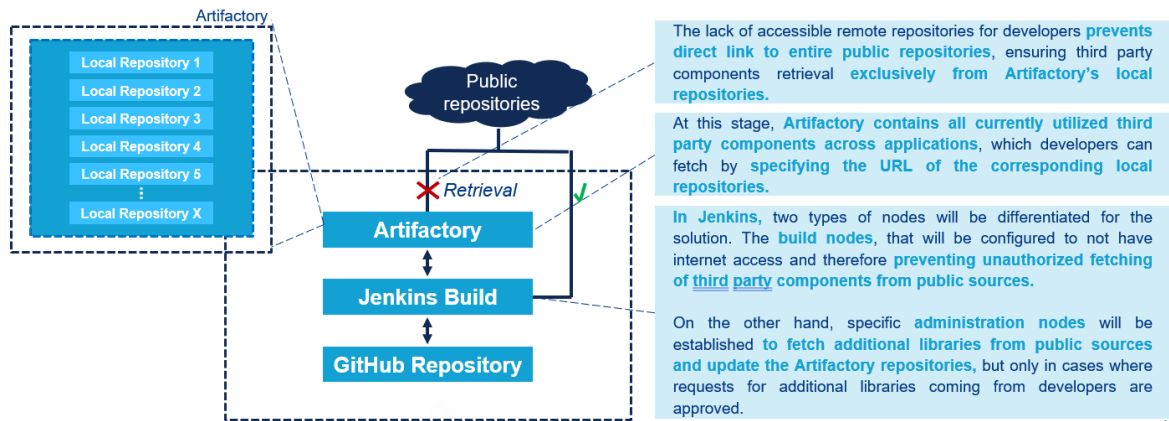 Artifactory
Local Repository 1
Local Repository 2
Local Repository 3
Local Repository 4
Local Repository 5
⋮
Local Repository X
Public
repositories
Retrieval
Artifactory
Jenkins Build
GitHub Repository
The lack of accessible remote repositories for developers prevents
direct link to entire public repositories, ensuring third party
components retrieval exclusively from Artifactory's local
repositories.
At this stage, Artifactory contains all currently utilized third
party components across applications, which developers can
fetch by specifying the URL of the corresponding local
repositories.
In Jenkins, two types of nodes will be differentiated for the
solution. The build nodes, that will be configured to not have
internet access and therefore preventing unauthorized fetching
of third party components from public sources.
On the other hand, specific administration nodes will be
established to fetch additional libraries from public sources
and update the Artifactory repositories, but only in cases where
requests for additional libraries coming from developers are
approved.